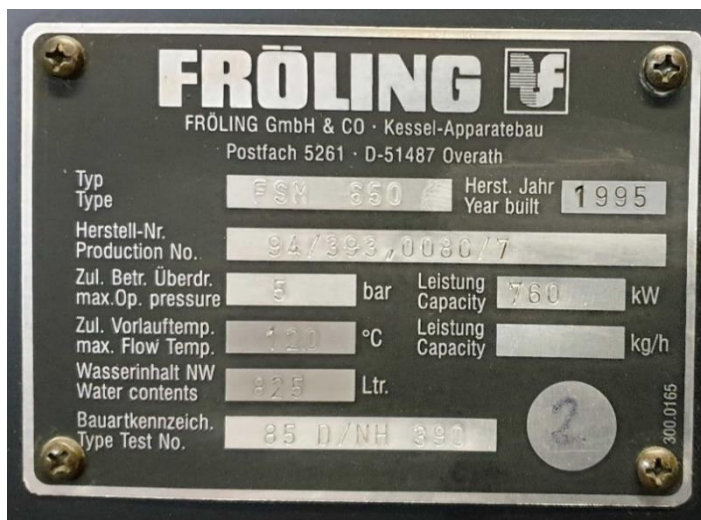 FRÖLING
FRÖLING GmbH & CO · Kessel-Apparatebau
Postfach 5261 · D-51487 Overath
Typ
Type
FSM 650
Herst. Jahr
Year built
1995
Herstell-Nr.
Production No.
94/393,0080/7
Zul. Betr. Überdr.
max.Op. pressure
5 bar
Leistung
Capacity
760 kW
Zul. Vorlauftemp.
max. Flow Temp.
120 °C
Leistung
Capacity
kg/h
Wasserinhalt NW
Water contents
825 Ltr.
Bauartkennzeich.
Type Test No.
85 D/NH 390
2
300.0165